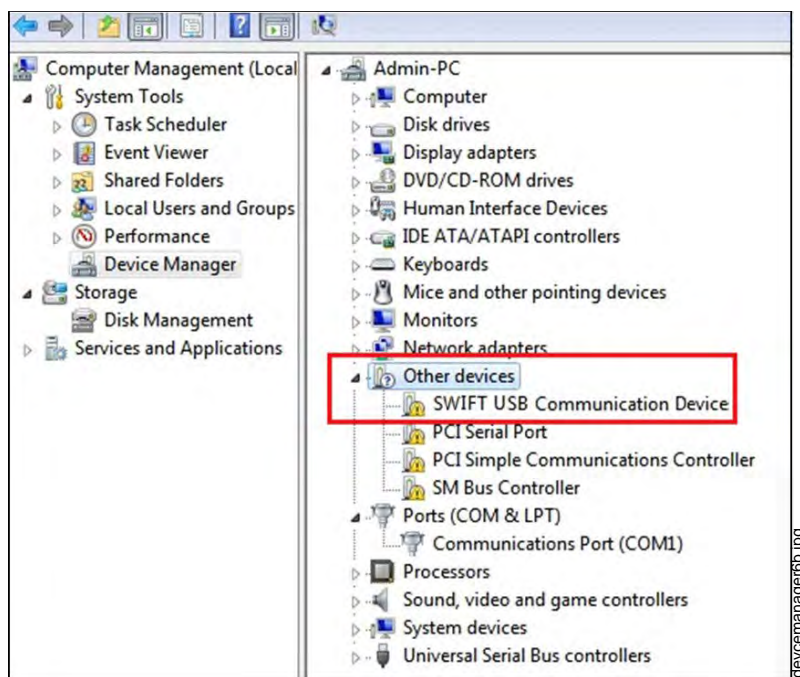 Computer Management (Local
System Tools
Task Scheduler
Event Viewer
Shared Folders
Local Users and Groups
Performance
Device Manager
Storage
Disk Management
Services and Applications
Admin-PC
Computer
Disk drives
Display adapters
DVD/CD-ROM drives
Human Interface Devices
IDE ATA/ATAPI controllers
Keyboards
Mice and other pointing devices
Monitors
Network adapters
Other devices
SWIFT USB Communication Device
PCI Serial Port
PCI Simple Communications Controller
SM Bus Controller
Ports (COM & LPT)
Communications Port (COM1)
Processors
Sound, video and game controllers
System devices
Universal Serial Bus controllers
devcemanager6b.jpg